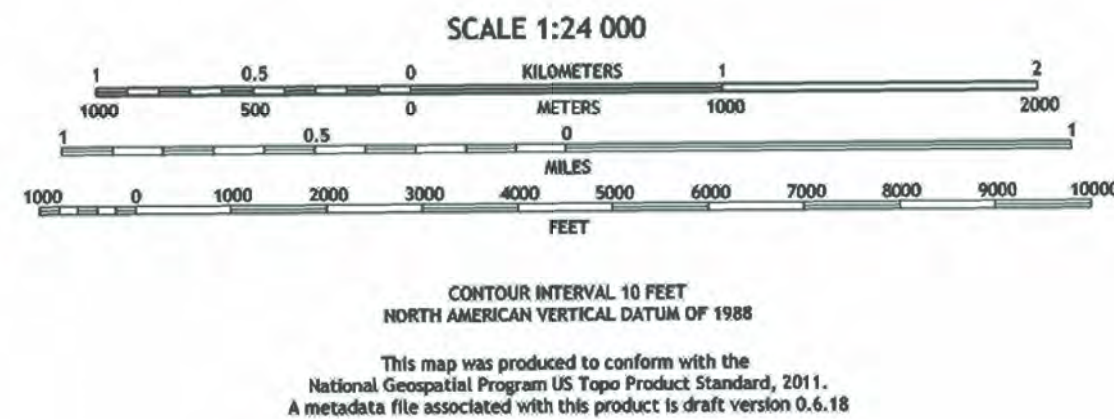 SCALE 1:24 000
1 0.5 0 KILOMETERS 1 2
1000 500 0 METERS 1000 2000
1 0.5 0 1
MILES
1000 0 1000 2000 3000 4000 5000 6000 7000 8000 9000 10000
FEET
CONTOUR INTERVAL 10 FEET
NORTH AMERICAN VERTICAL DATUM OF 1988
This map was produced to conform with the
National Geospatial Program US Topo Product Standard, 2011.
A metadata file associated with this product is draft version 0.6.18